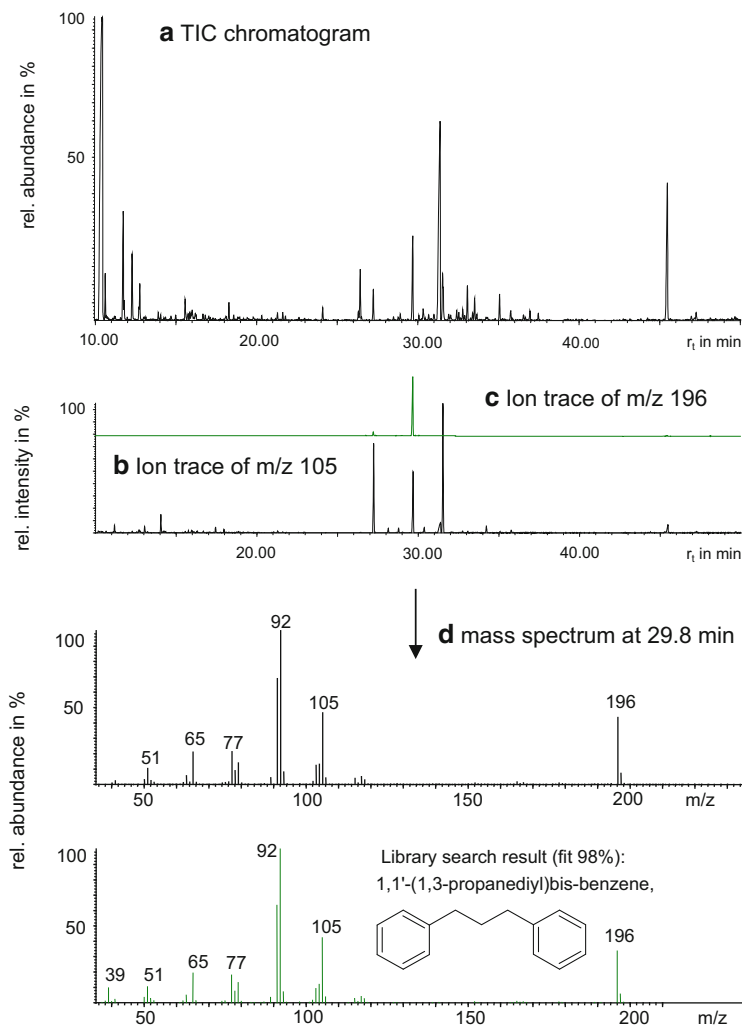 a TIC chromatogram
rel. abundance in %
100
50
10.00 20.00 30.00 40.00 rt in min
c Ion trace of m/z 196
b Ion trace of m/z 105
rel. intensity in %
100
20.00 30.00 40.00 rt in min
d mass spectrum at 29.8 min
rel. abundance in %
100
50
51 65 77 92 105 196
50 100 150 200 m/z
Library search result (fit 98%):
1,1'-(1,3-propanediyl)bis-benzene,
100
50
39 51 65 77 92 105 196
50 100 150 200 m/z